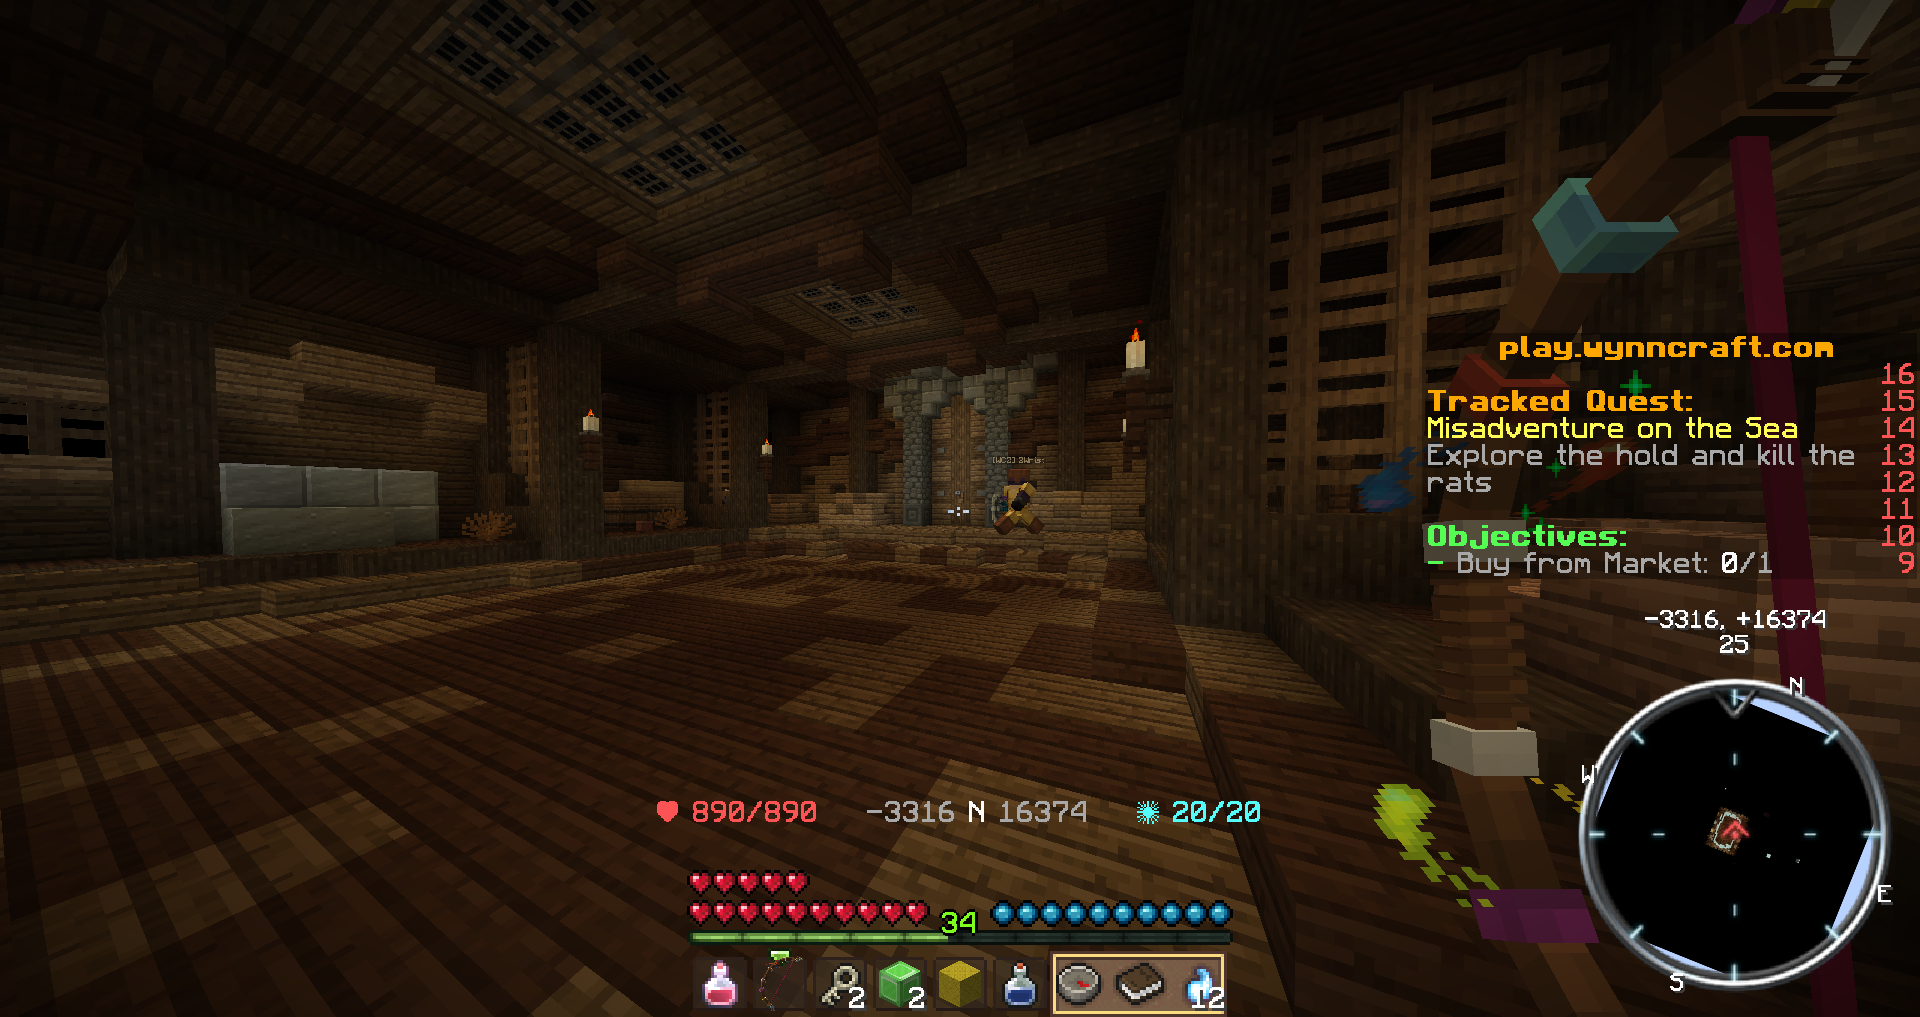 play.wynncraft.com
16
Tracked Quest: 15
Misadventure on the Sea 14
Explore the hold and kill the 13
rats 12
11
Objectives: 10
- Buy from Market: 0/1 9
-3316, +16374
25
N
W
E
S
890/890 -3316 N 16374 20/20
34
2 2 12